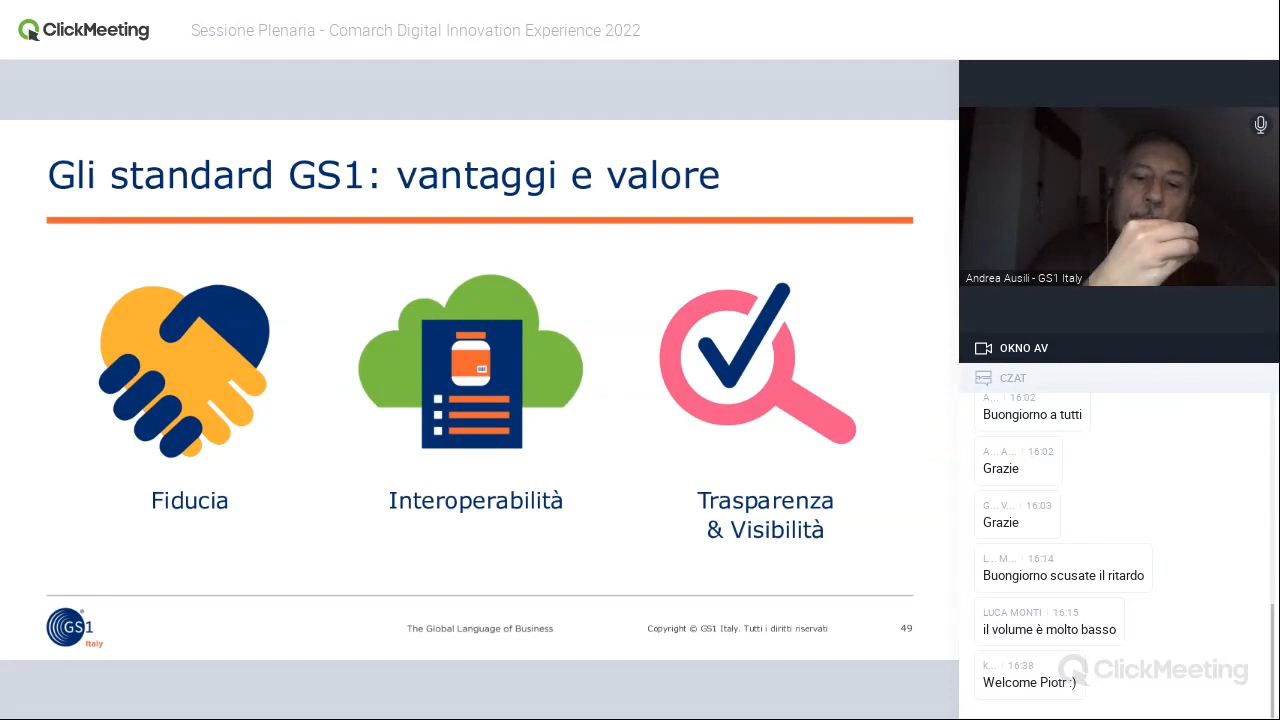 ClickMeeting
Sessione Plenaria - Comarch Digital Innovation Experience 2022
Gli standard GS1: vantaggi e valore
Fiducia
Interoperabilità
Trasparenza
& Visibilità
GS1
Italy
The Global Language of Business
Copyright © GS1 Italy. Tutti i diritti riservati
49
Andrea Ausili - GS1 Italy
OKNO AV
CZAT
A... 16:02
Buongiorno a tutti
A... A... 16:02
Grazie
G... V... 16:03
Grazie
L... M... 16:14
Buongiorno scusate il ritardo
LUCA MONTI 16:15
il volume è molto basso
k... 16:38
Welcome Piotr :)
ClickMeeting